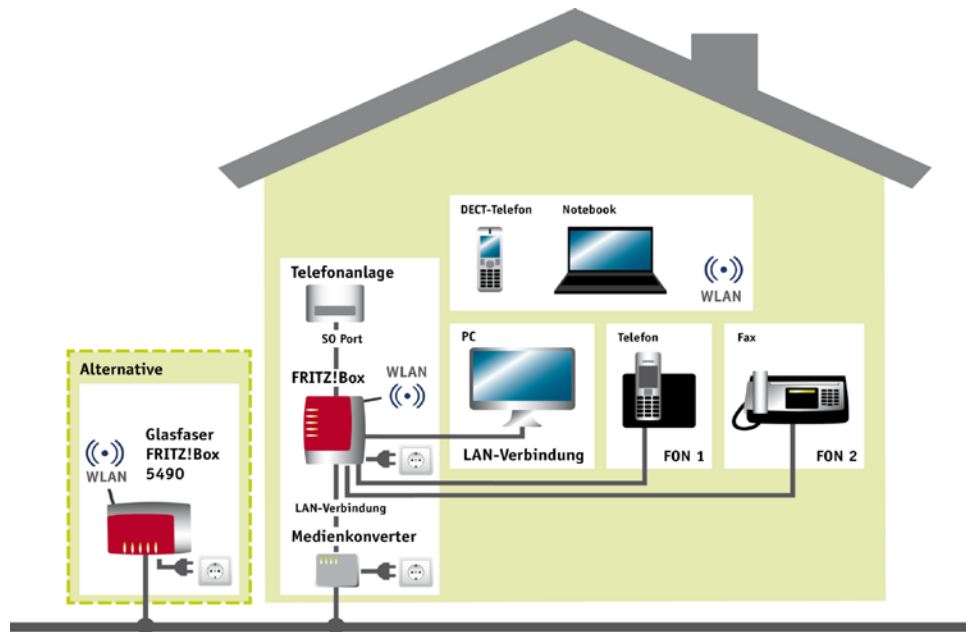 DECT-Telefon
Notebook
WLAN
Telefonanlage
SO Port
FRITZ!Box
WLAN
PC
LAN-Verbindung
Telefon
FON 1
Fax
FON 2
LAN-Verbindung
Medienkonverter
Alternative
Glasfaser
FRITZ!Box
5490
WLAN